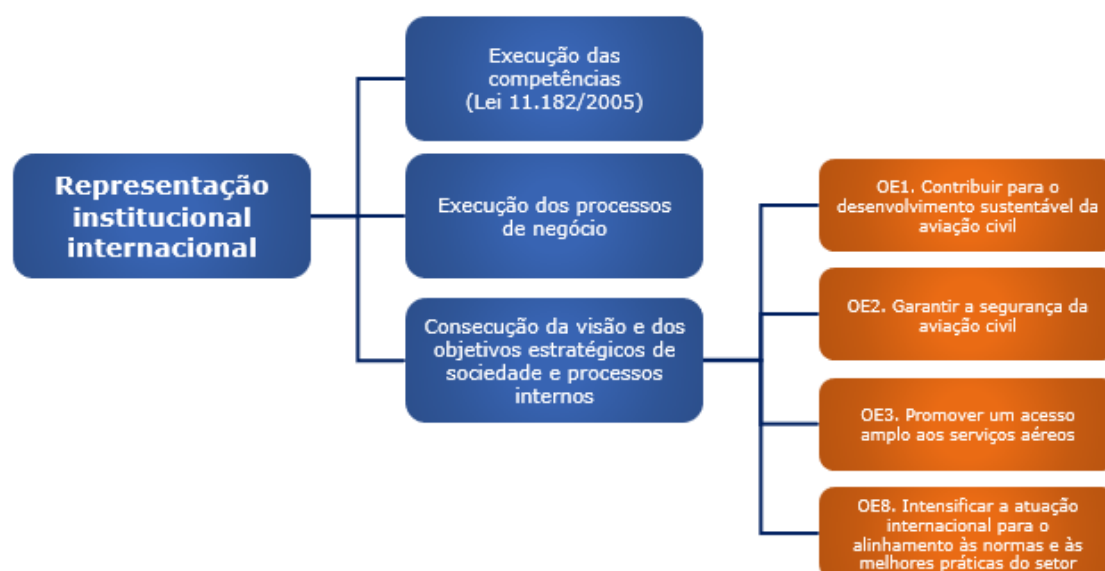 Representação
institucional
internacional
Execução das
competências
(Lei 11.182/2005)
Execução dos processos
de negócio
Consecução da visão e dos
objetivos estratégicos de
sociedade e processos
internos
OE1. Contribuir para o
desenvolvimento sustentável da
aviação civil
OE2. Garantir a segurança da
aviação civil
OE3. Promover um acesso
amplo aos serviços aéreos
OE8. Intensificar a atuação
internacional para o
alinhamento às normas e às
melhores práticas do setor